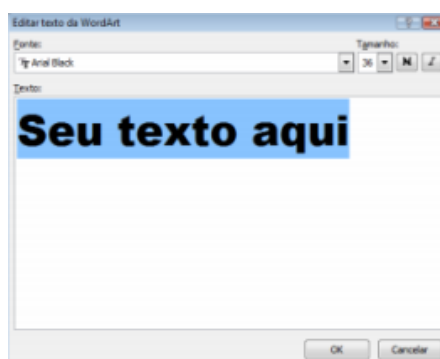 Editar texto da WordArt
Fonte: Tamanho:
Arial Black 36 N I
Texto:
Seu texto aqui
OK Cancelar